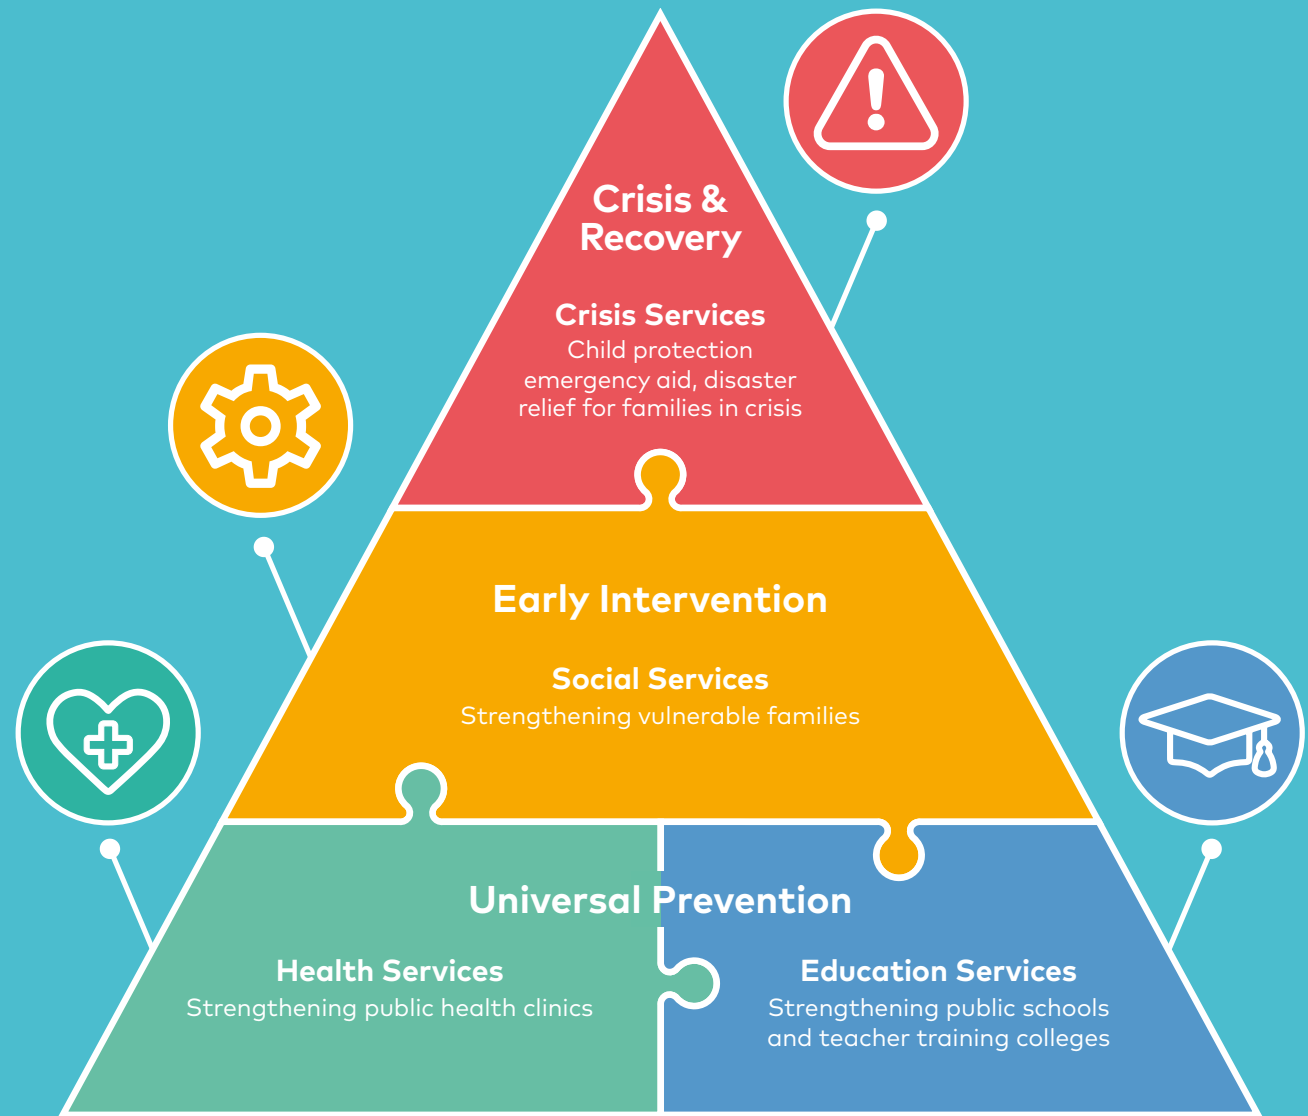 Crisis &
Recovery
Crisis Services
Child protection
emergency aid, disaster
relief for families in crisis
Early Intervention
Social Services
Strengthening vulnerable families
Universal Prevention
Health Services
Strengthening public health clinics
Education Services
Strengthening public schools
and teacher training colleges